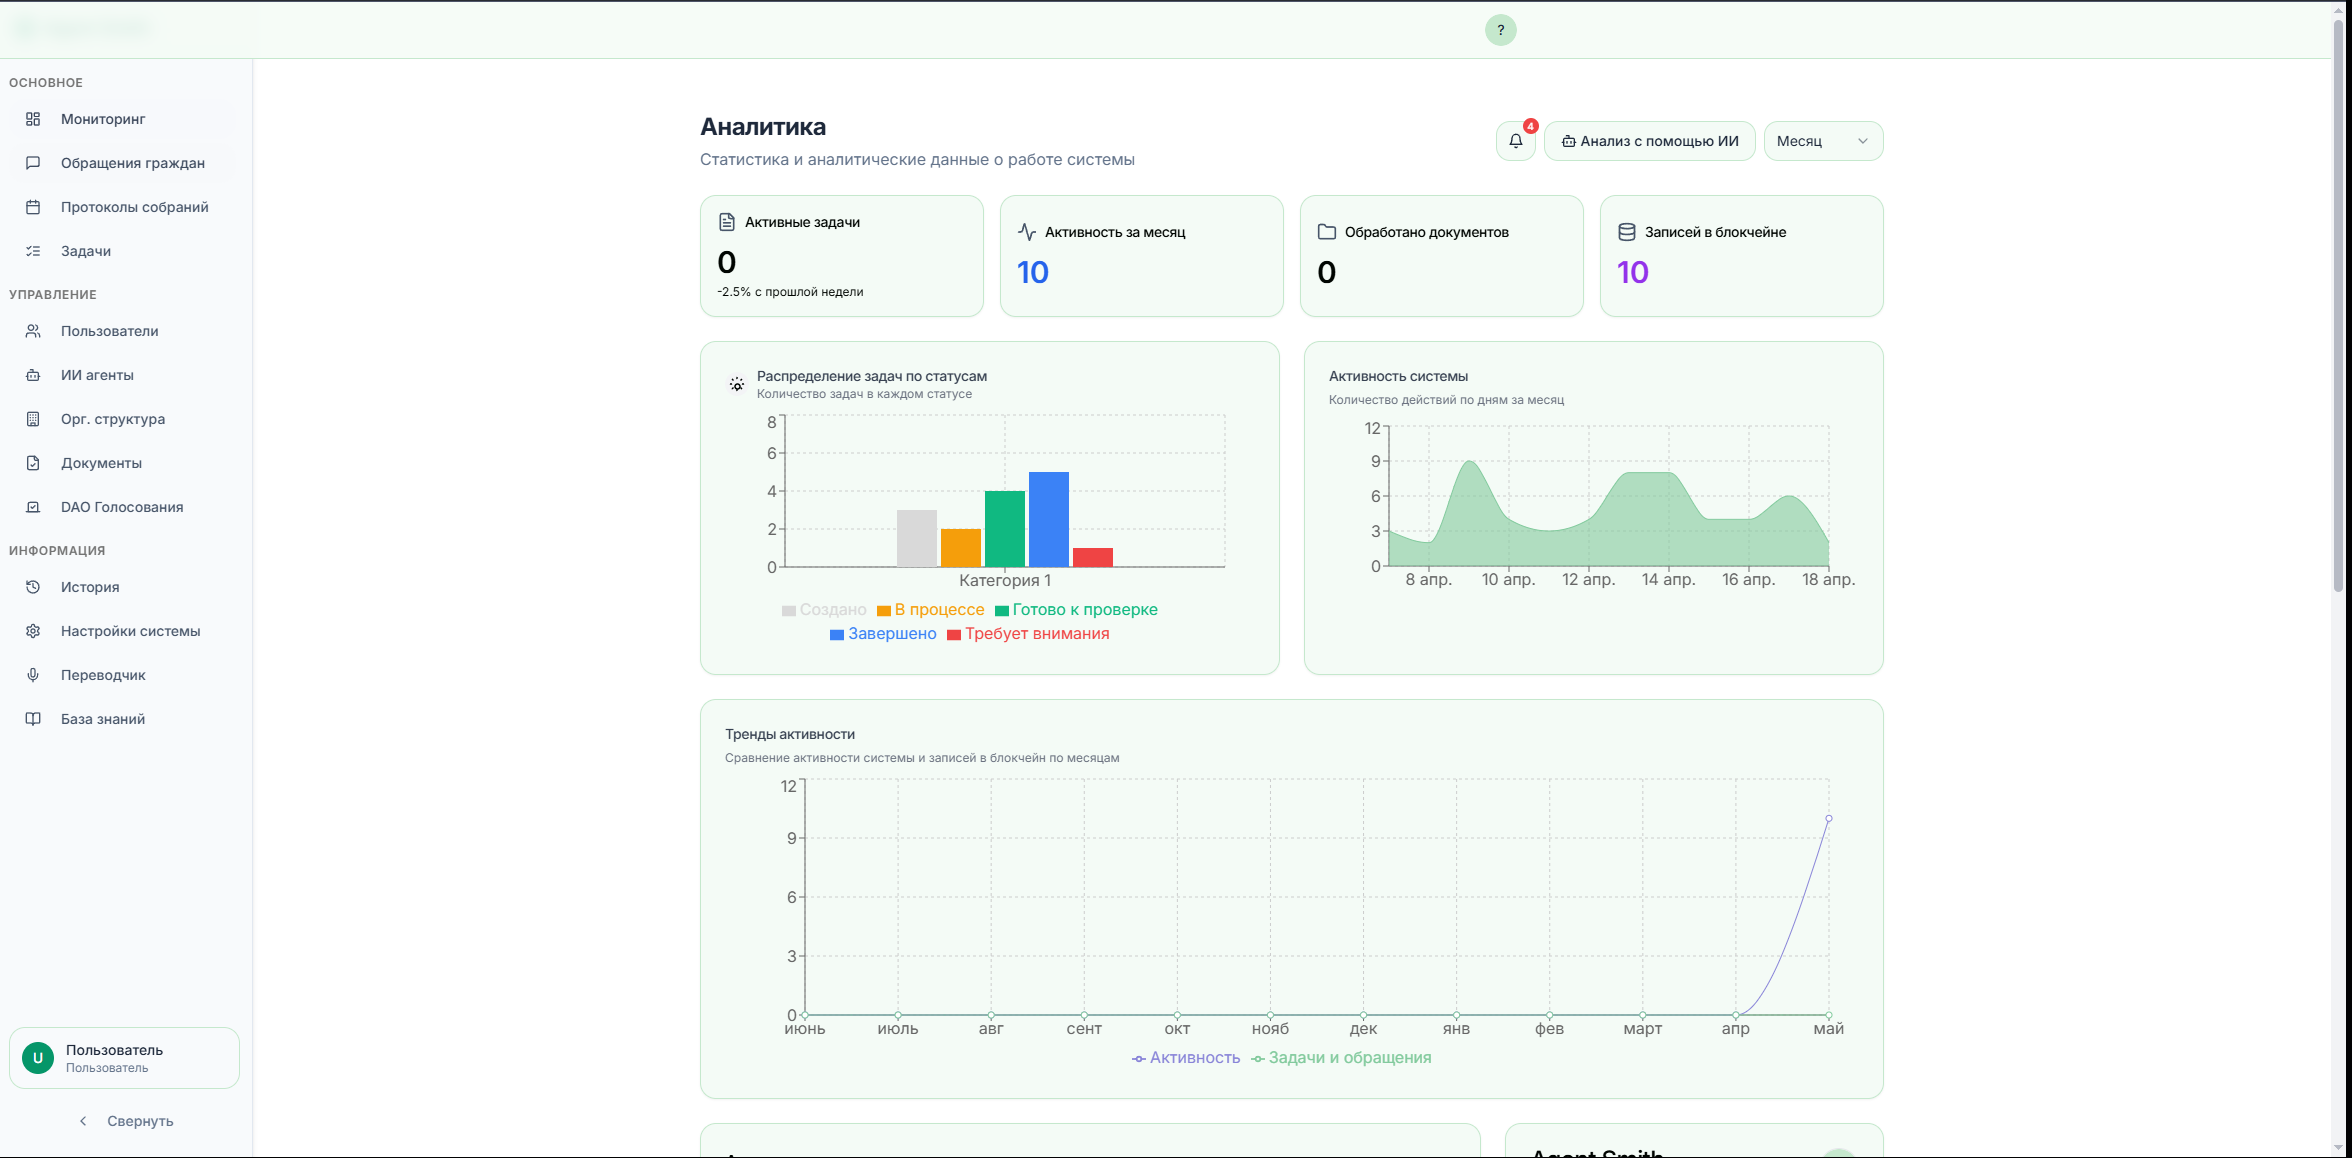 ?
ОСНОВНОЕ
Мониторинг
Обращения граждан
Протоколы собраний
Задачи
УПРАВЛЕНИЕ
Пользователи
ИИ агенты
Орг. структура
Документы
DAO Голосования
ИНФОРМАЦИЯ
История
Настройки системы
Переводчик
База знаний
U
Пользователь
Пользователь
Свернуть
Аналитика
Статистика и аналитические данные о работе системы
4
Анализ с помощью ИИ
Месяц
Активные задачи
0
-2.5% с прошлой недели
Активность за месяц
10
Обработано документов
0
Записей в блокчейне
10
Распределение задач по статусам
Количество задач в каждом статусе
8
6
4
2
0
Категория 1
Создано В процессе Готово к проверке
Завершено Требует внимания
Активность системы
Количество действий по дням за месяц
12
9
6
3
0
8 апр. 10 апр. 12 апр. 14 апр. 16 апр. 18 апр.
Тренды активности
Сравнение активности системы и записей в блокчейн по месяцам
12
9
6
3
0
июнь июль авг сент окт нояб дек янв фев март апр май
Активность Задачи и обращения
Agent Smith